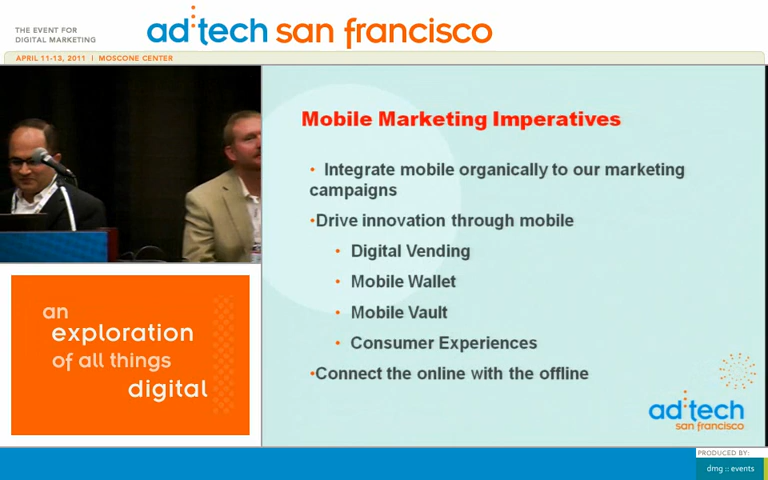 THE EVENT FOR
DIGITAL MARKETING
ad:tech san francisco
APRIL 11-13, 2011 | MOSCONE CENTER
Mobile Marketing Imperatives
• Integrate mobile organically to our marketing
campaigns
•Drive innovation through mobile
• Digital Vending
• Mobile Wallet
• Mobile Vault
• Consumer Experiences
•Connect the online with the offline
an
exploration
of all things
digital
ad:tech
san francisco
PRODUCED BY:
dmg :: events